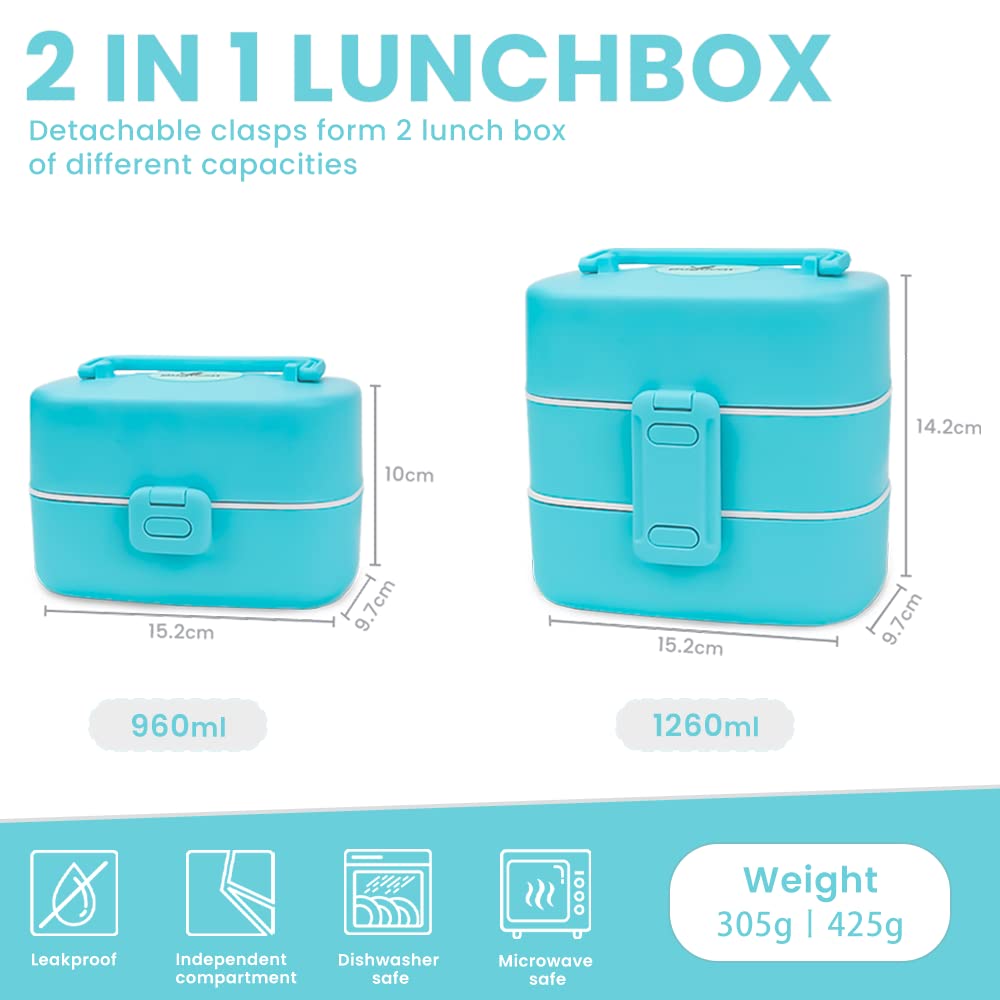 2 IN 1 LUNCHBOX
Detachable clasps form 2 lunch box
of different capacities
10cm
9.7cm
15.2cm
14.2cm
9.7cm
15.2cm
960ml
1260ml
Leakproof
Independent
compartment
Dishwasher
safe
Microwave
safe
Weight
305g | 425g